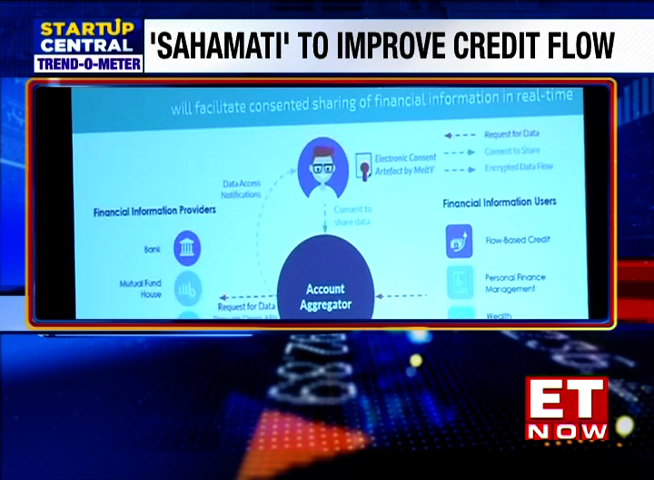 STARTUP
CENTRAL
TREND-O-METER
'SAHAMATI' TO IMPROVE CREDIT FLOW
will facilitate consented sharing of financial information in real-time
Request for Data
Consent to Share
Encrypted Data Flow
Electronic Consent
Artefact by MeitY
Data Access
Notifications
Consent to
share data
Financial Information Providers
Financial Information Users
Bank
Flow-Based Credit
Mutual Fund
House
Personal Finance
Management
Account
Aggregator
Request for Data
Wealth
ET
NOW